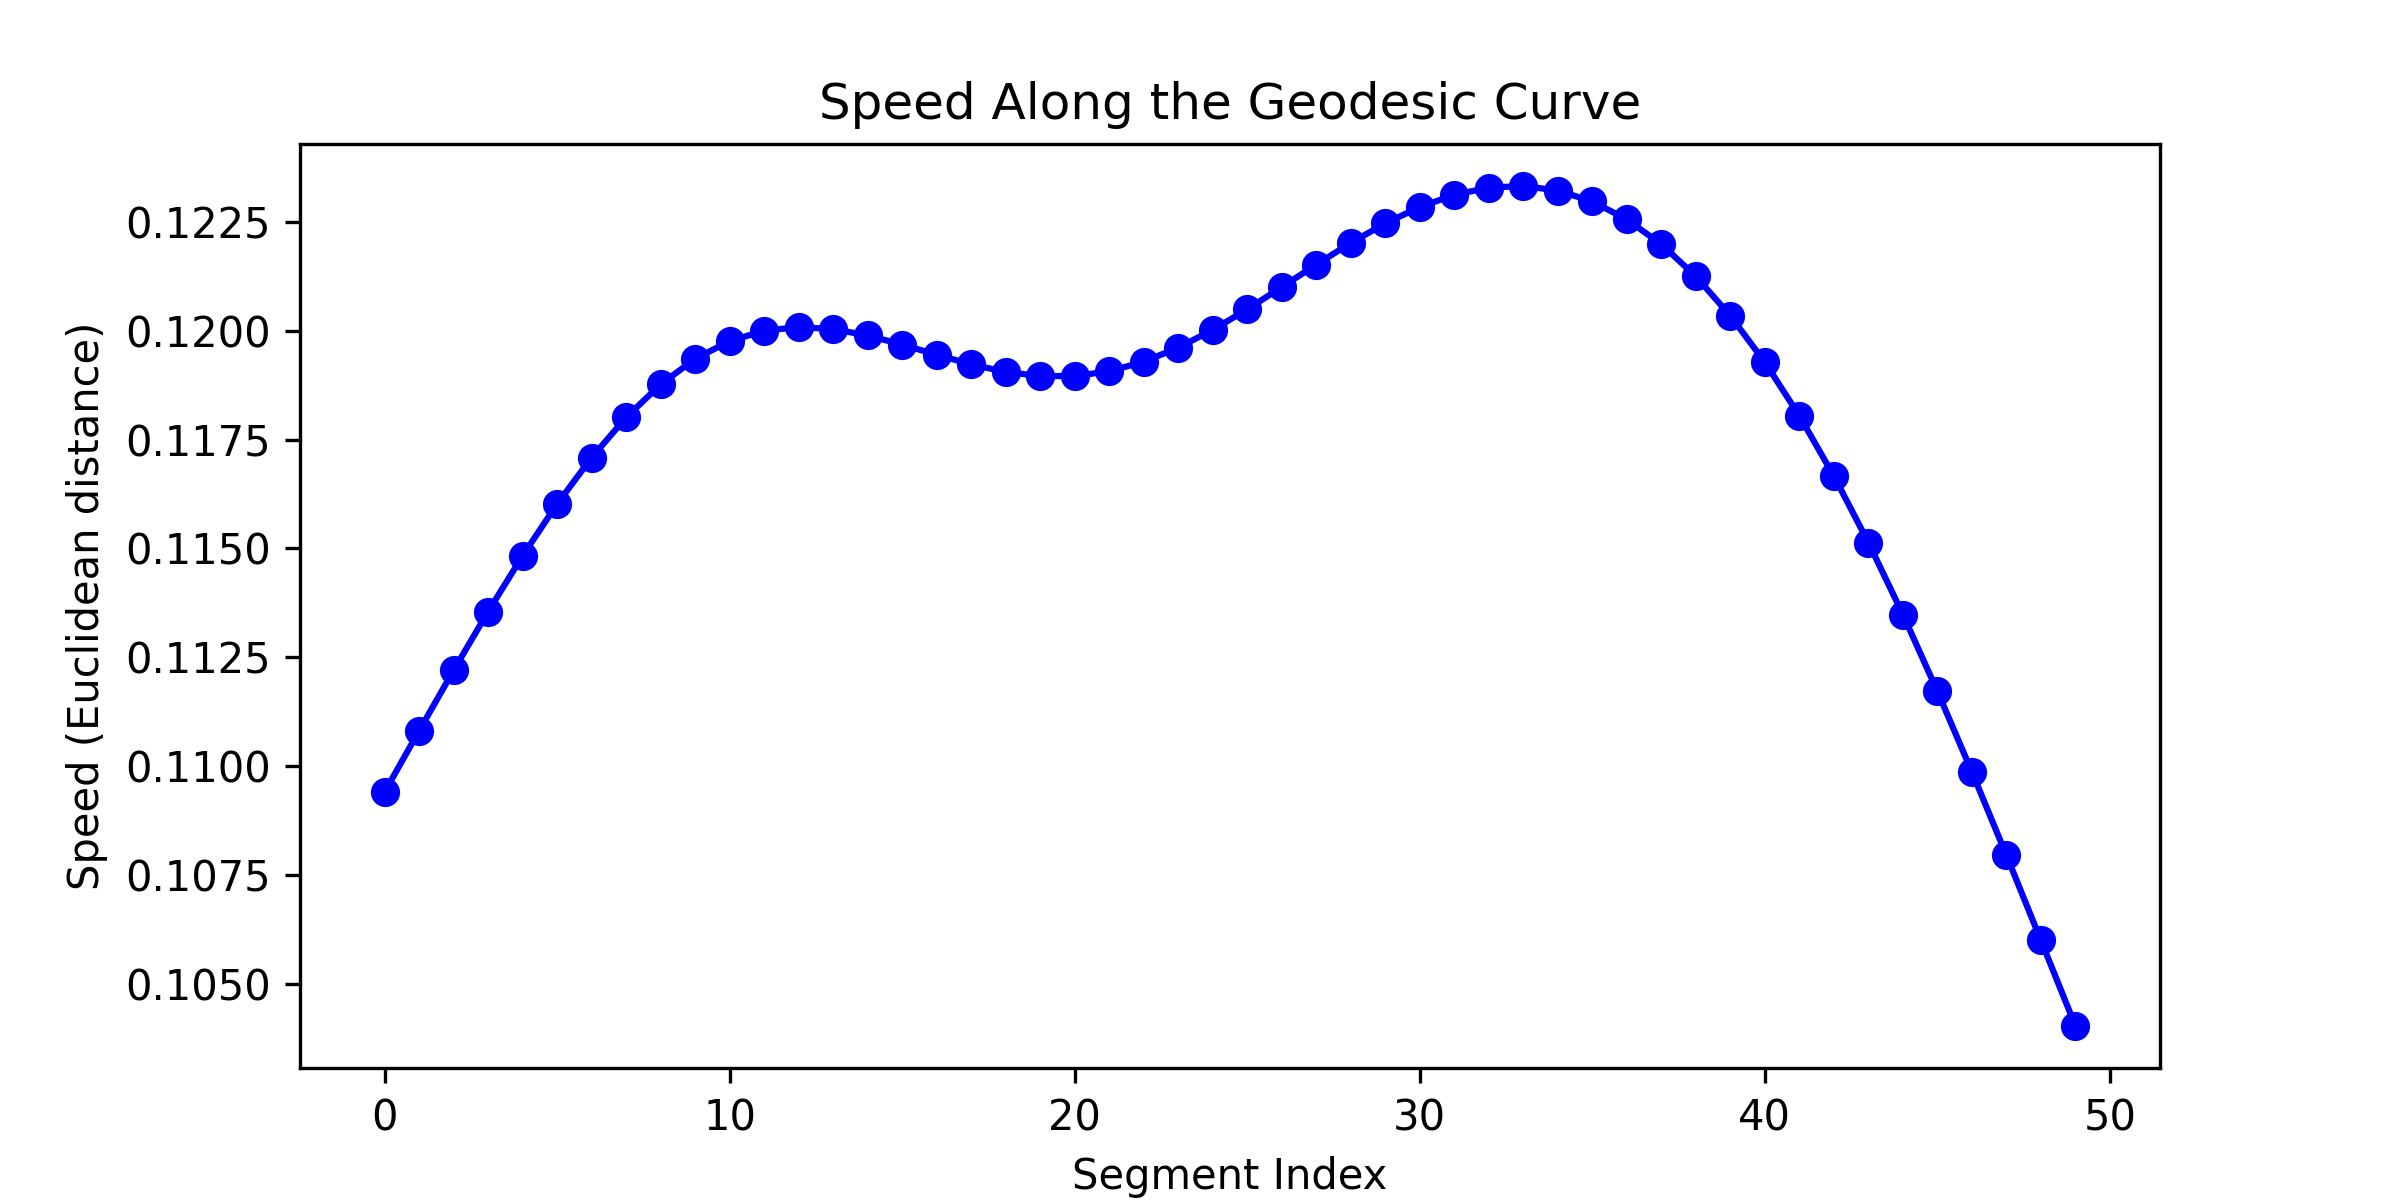 Speed Along the Geodesic Curve
Speed (Euclidean distance)
0.1225
0.1200
0.1175
0.1150
0.1125
0.1100
0.1075
0.1050
0 10 20 30 40 50
Segment Index